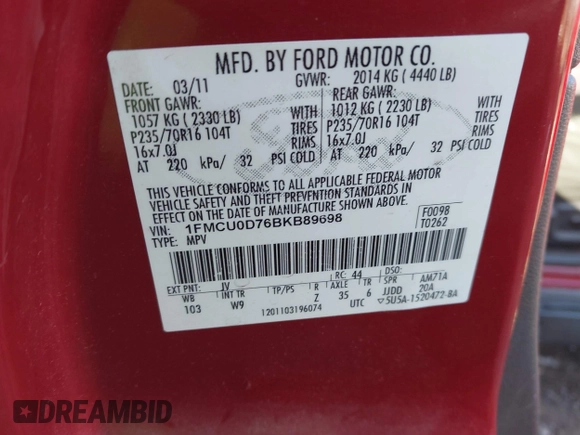 MFD. BY FORD MOTOR CO.
DATE: 03/11 GVWR: 2014 KG ( 4440 LB)
FRONT GAWR: REAR GAWR:
1057 KG ( 2330 LB) WITH 1012 KG ( 2230 LB) WITH
P235/70R16 104T TIRES P235/70R16 104T TIRES
16x7.0J RIMS 16x7.0J RIMS
AT 220 kPa/ 32 PSI COLD AT 220 kPa/ 32 PSI COLD
Ford
THIS VEHICLE CONFORMS TO ALL APPLICABLE FEDERAL MOTOR
VEHICLE SAFETY AND THEFT PREVENTION STANDARDS IN
EFFECT ON THE DATE OF MANUFACTURE SHOWN ABOVE.
VIN: 1FMCU0D76BKB89698 F0098
TYPE: MPV T0262
EXT PNT: JV RC: 44 DSO:
WB INT TR TP/PS R AXLE TR SPR AM71A
103 W9 Z 35 6 JJDD 20A
1201103196074 UTC 5U5A-1520472-BA
DREAMBID